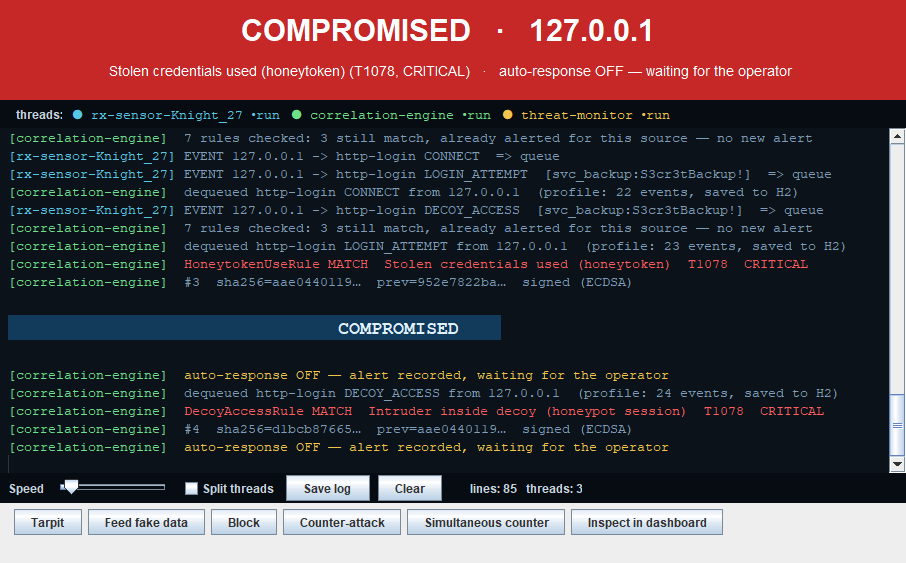 COMPROMISED · 127.0.0.1
Stolen credentials used (honeytoken) (T1078, CRITICAL) · auto-response OFF — waiting for the operator
threads: ● rx-sensor-Knight_27 •run ● correlation-engine •run ● threat-monitor •run
[correlation-engine] 7 rules checked: 3 still match, already alerted for this source — no new alert
[rx-sensor-Knight_27] EVENT 127.0.0.1 -> http-login CONNECT => queue
[rx-sensor-Knight_27] EVENT 127.0.0.1 -> http-login LOGIN_ATTEMPT [svc_backup:S3cr3tBackup!] => queue
[correlation-engine] dequeued http-login CONNECT from 127.0.0.1 (profile: 22 events, saved to H2)
[rx-sensor-Knight_27] EVENT 127.0.0.1 -> http-login DECOY_ACCESS [svc_backup:S3cr3tBackup!] => queue
[correlation-engine] 7 rules checked: 3 still match, already alerted for this source — no new alert
[correlation-engine] dequeued http-login LOGIN_ATTEMPT from 127.0.0.1 (profile: 23 events, saved to H2)
[correlation-engine] HoneytokenUseRule MATCH Stolen credentials used (honeytoken) T1078 CRITICAL
[correlation-engine] #3 sha256=aae0440119… prev=952e7822ba… signed (ECDSA)
COMPROMISED
[correlation-engine] auto-response OFF — alert recorded, waiting for the operator
[correlation-engine] dequeued http-login DECOY_ACCESS from 127.0.0.1 (profile: 24 events, saved to H2)
[correlation-engine] DecoyAccessRule MATCH Intruder inside decoy (honeypot session) T1078 CRITICAL
[correlation-engine] #4 sha256=d1bcb87665… prev=aae0440119… signed (ECDSA)
[correlation-engine] auto-response OFF — alert recorded, waiting for the operator
Speed Split threads Save log Clear lines: 85 threads: 3
Tarpit Feed fake data Block Counter-attack Simultaneous counter Inspect in dashboard